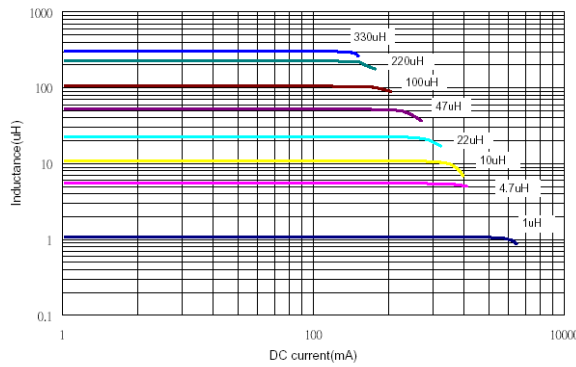 1000
330uH
220uH
100
100uH
47uH
22uH
10
10uH
4.7uH
1uH
1
0.1
1
100
10000
Inductance(uH)
DC current(mA)